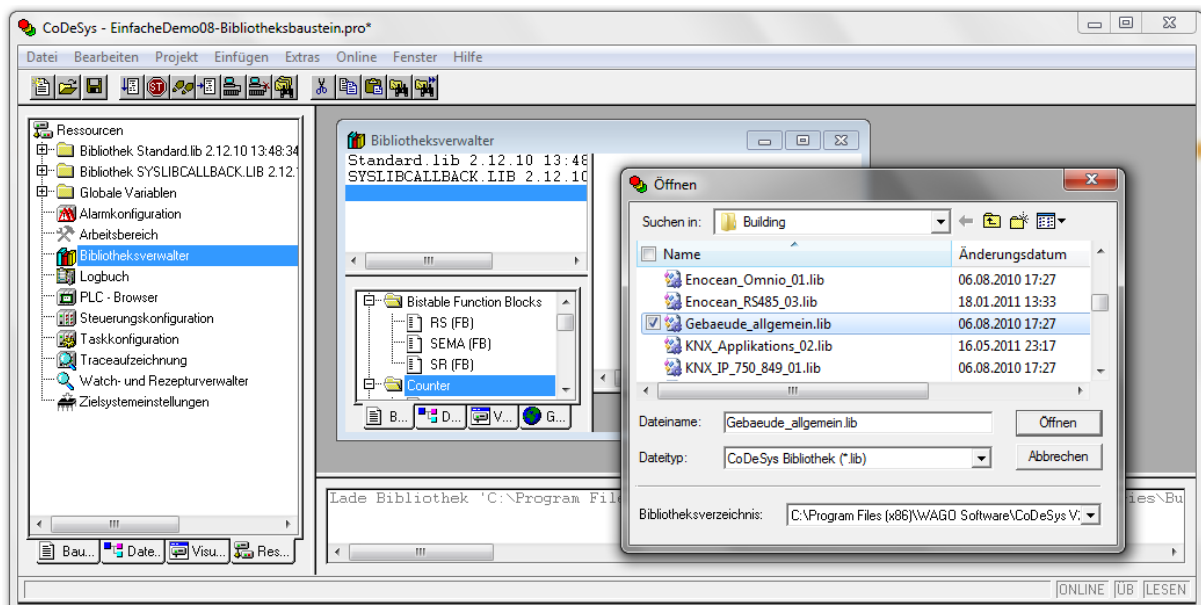 CoDeSys - EinfacheDemo08-Bibliotheksbaustein.pro*
Datei Bearbeiten Projekt Einfügen Extras Online Fenster Hilfe
Ressourcen
Bibliothek Standard.lib 2.12.10 13:48:34
Bibliothek SYSLIBCALLBACK.LIB 2.12.
Globale Variablen
Alarmkonfiguration
Arbeitsbereich
Bibliotheksverwalter
Logbuch
PLC - Browser
Steuerungskonfiguration
Taskkonfiguration
Traceaufzeichnung
Watch- und Rezepturverwalter
Zielsystemeinstellungen
Bau... Date.. Visu... Res...
Bibliotheksverwalter
Standard.lib 2.12.10 13:48
SYSLIBCALLBACK.LIB 2.12.10
Bistable Function Blocks
RS (FB)
SEMA (FB)
SR (FB)
Counter
B... D... V... G...
Öffnen
Suchen in: Building
Name Änderungsdatum
Enocean_Omnio_01.lib 06.08.2010 17:27
Enocean_RS485_03.lib 18.01.2011 13:33
Gebaeude_allgemein.lib 06.08.2010 17:27
KNX_Applikations_02.lib 16.05.2011 23:17
KNX_IP_750_849_01.lib 06.08.2010 17:27
Dateiname: Gebaeude_allgemein.lib Öffnen
Dateityp: CoDeSys Bibliothek (*.lib) Abbrechen
Bibliotheksverzeichnis: C:\Program Files (x86)\WAGO Software\CoDeSys V:
Lade Bibliothek 'C:\Program File ies\Bu
ONLINE ÜB LESEN